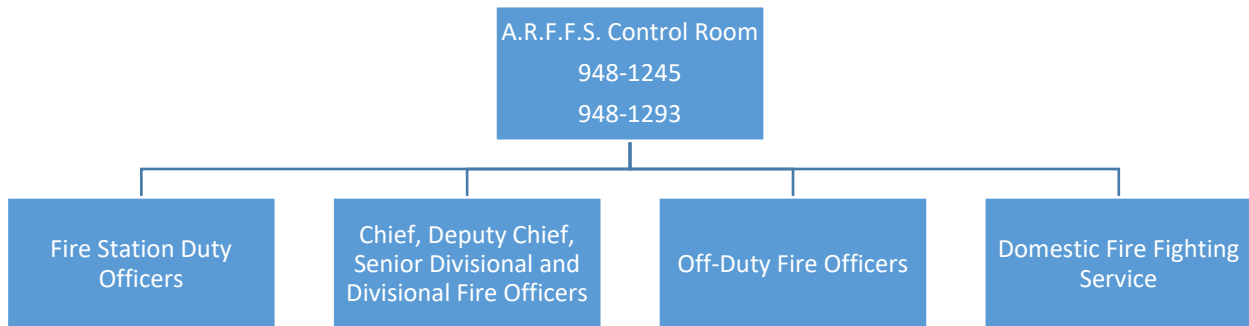 A.R.F.F.S. Control Room
948-1245
948-1293
Fire Station Duty
Officers
Chief, Deputy Chief,
Senior Divisional and
Divisional Fire Officers
Off-Duty Fire Officers
Domestic Fire Fighting
Service